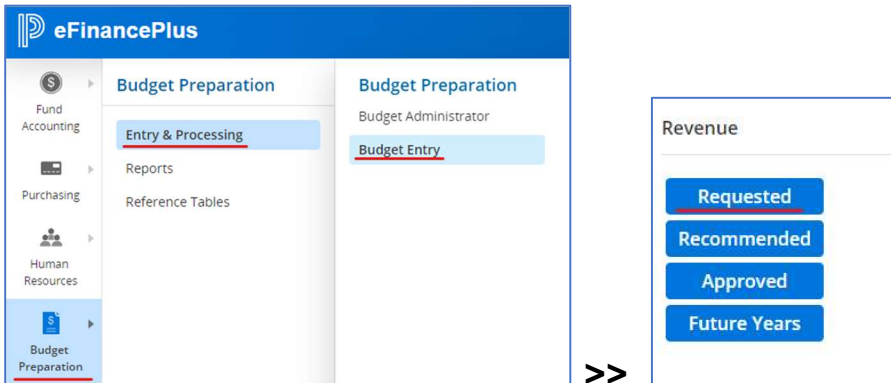 eFinancePlus
Fund
Accounting
Purchasing
Human
Resources
Budget
Preparation
Budget Preparation
Entry & Processing
Reports
Reference Tables
Budget Preparation
Budget Administrator
Budget Entry
>>
Revenue
Requested
Recommended
Approved
Future Years